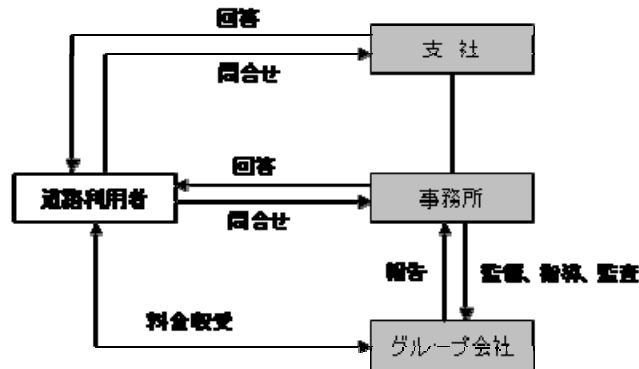 回答
支 社
問合せ
回答
道路利用者
事務所
問合せ
報告
監督、指導、監査
料金収受
グループ会社